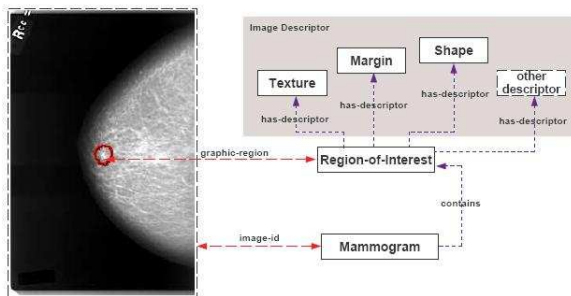 Rcc
Image Descriptor
Shape
Margin
Texture
other
descriptor
has-descriptor
has-descriptor
has-descriptor
has-descriptor
graphic-region
Region-of-Interest
contains
image-id
Mammogram